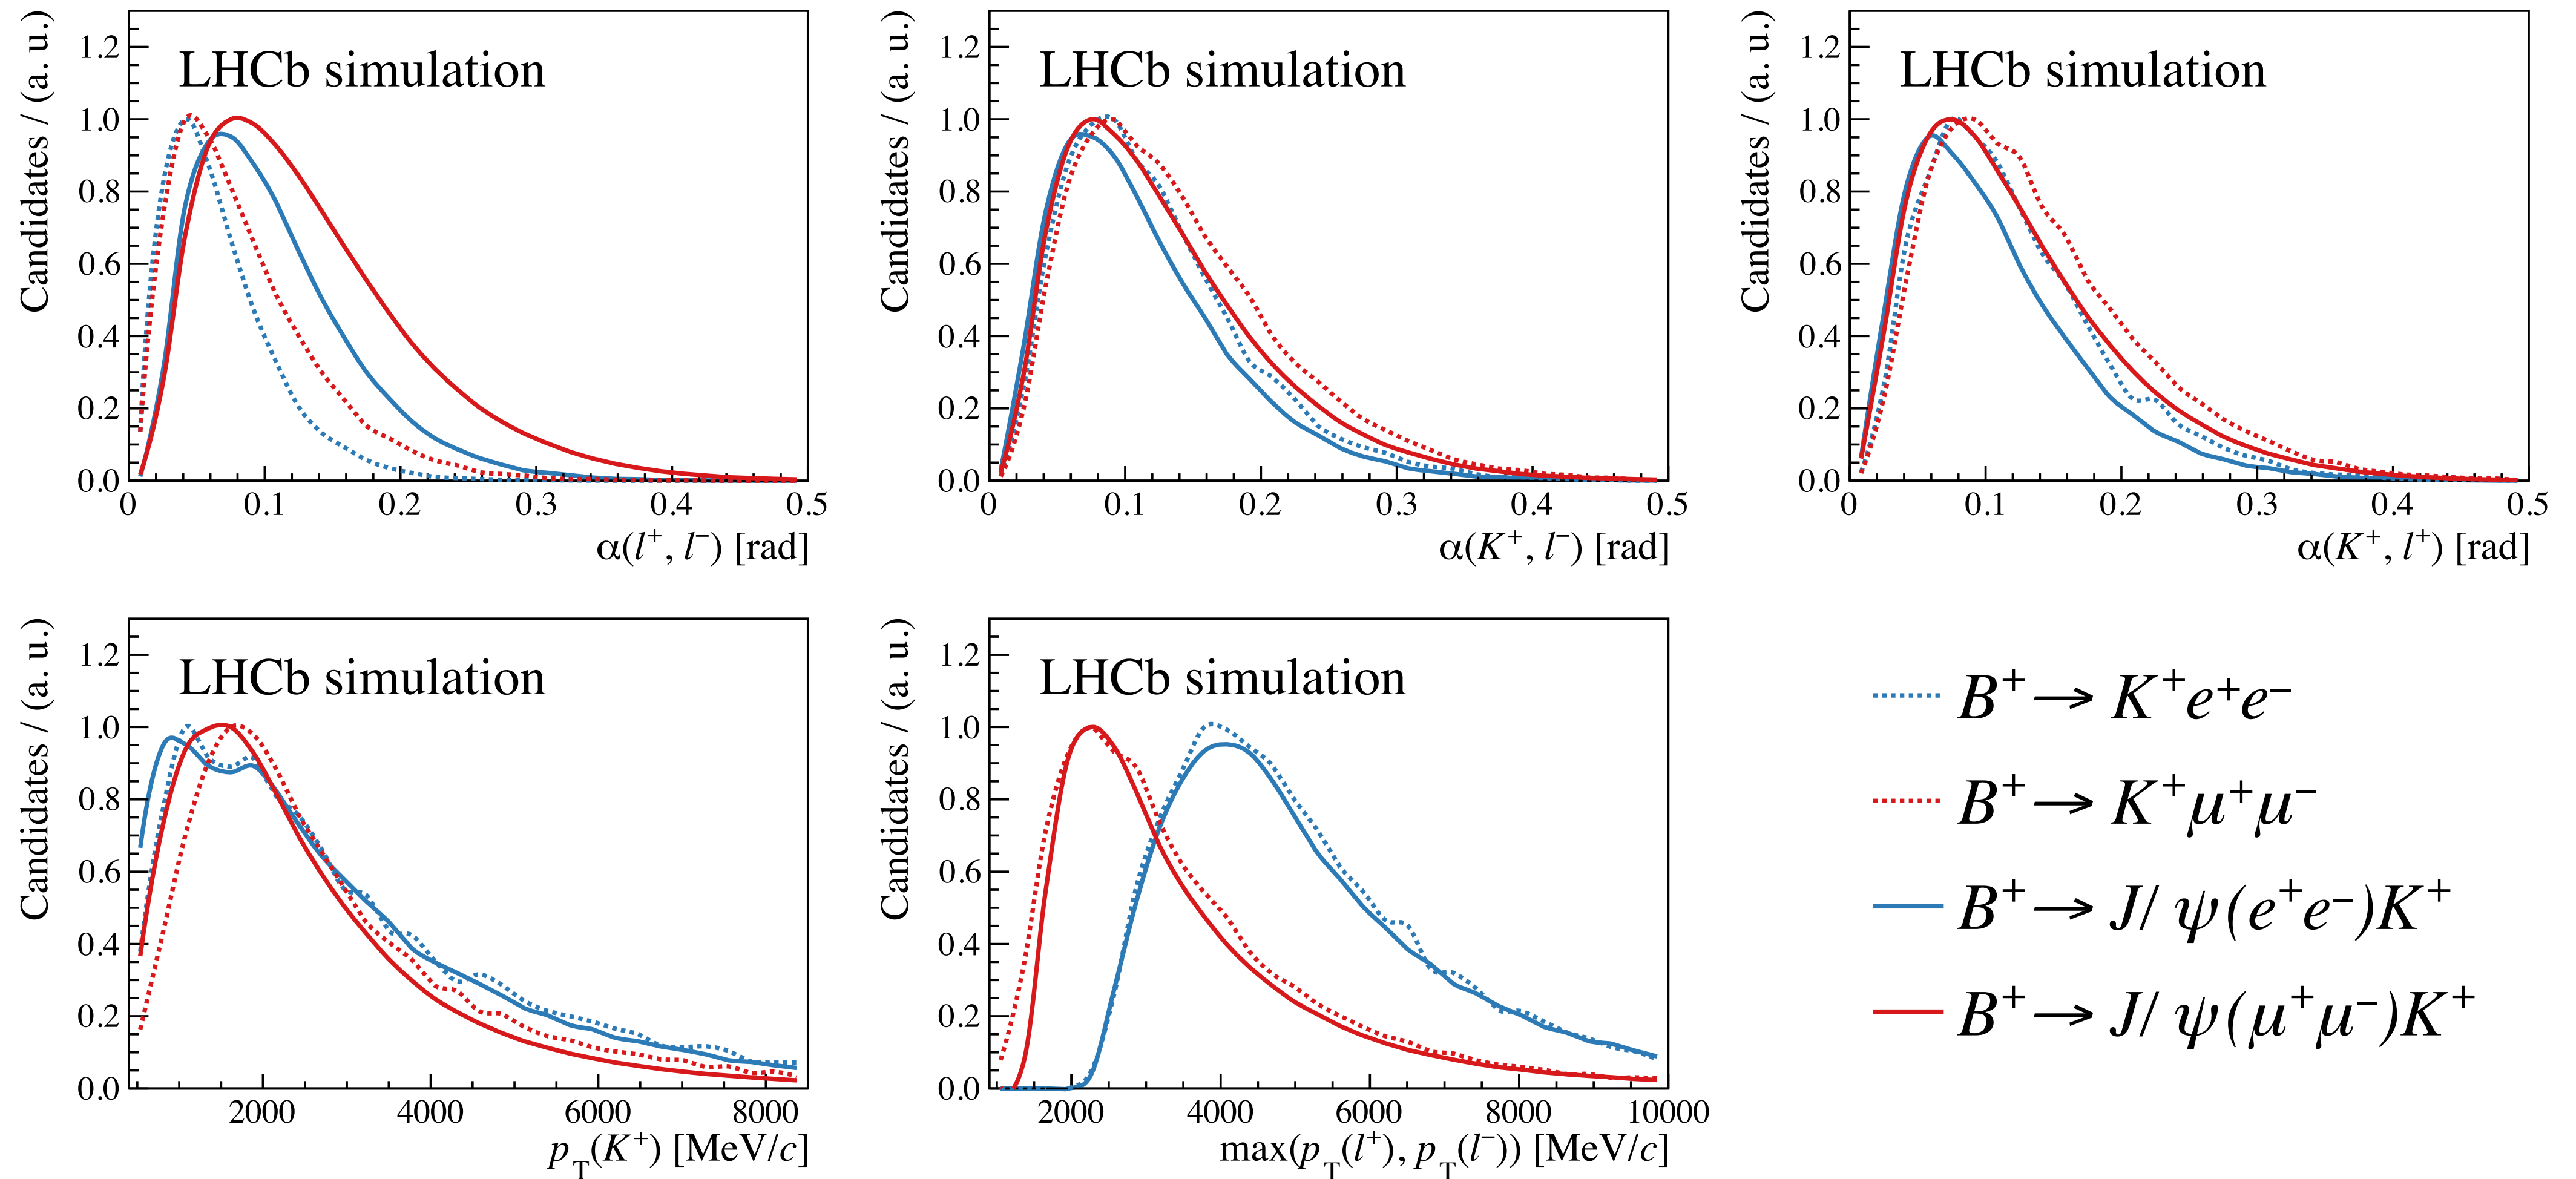 Candidates / (a. u.)
LHCb simulation
1.2
1.0
0.8
0.6
0.4
0.2
0.0
0 0.1 0.2 0.3 0.4 0.5
α(l⁺, l⁻) [rad]
Candidates / (a. u.)
LHCb simulation
1.2
1.0
0.8
0.6
0.4
0.2
0.0
0 0.1 0.2 0.3 0.4 0.5
α(K⁺, l⁻) [rad]
Candidates / (a. u.)
LHCb simulation
1.2
1.0
0.8
0.6
0.4
0.2
0.0
0 0.1 0.2 0.3 0.4 0.5
α(K⁺, l⁺) [rad]
Candidates / (a. u.)
LHCb simulation
1.2
1.0
0.8
0.6
0.4
0.2
0.0
2000 4000 6000 8000
p_T(K⁺) [MeV/c]
Candidates / (a. u.)
LHCb simulation
1.2
1.0
0.8
0.6
0.4
0.2
0.0
2000 4000 6000 8000 10000
max(p_T(l⁺), p_T(l⁻)) [MeV/c]
B⁺→ K⁺e⁺e⁻
B⁺→ K⁺μ⁺μ⁻
B⁺→ J/ψ(e⁺e⁻)K⁺
B⁺→ J/ψ(μ⁺μ⁻)K⁺